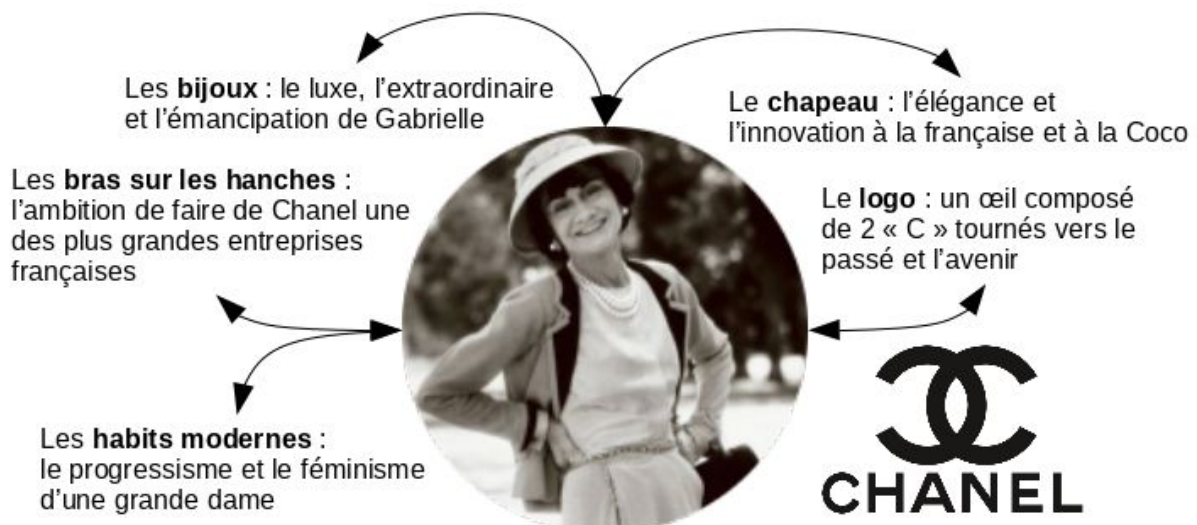 Les bijoux : le luxe, l’extraordinaire
et l’émancipation de Gabrielle
Le chapeau : l’élégance et
l’innovation à la française et à la Coco
Les bras sur les hanches :
l’ambition de faire de Chanel une
des plus grandes entreprises
françaises
Le logo : un œil composé
de 2 « C » tournés vers le
passé et l’avenir
Les habits modernes :
le progressisme et le féminisme
d’une grande dame
CHANEL